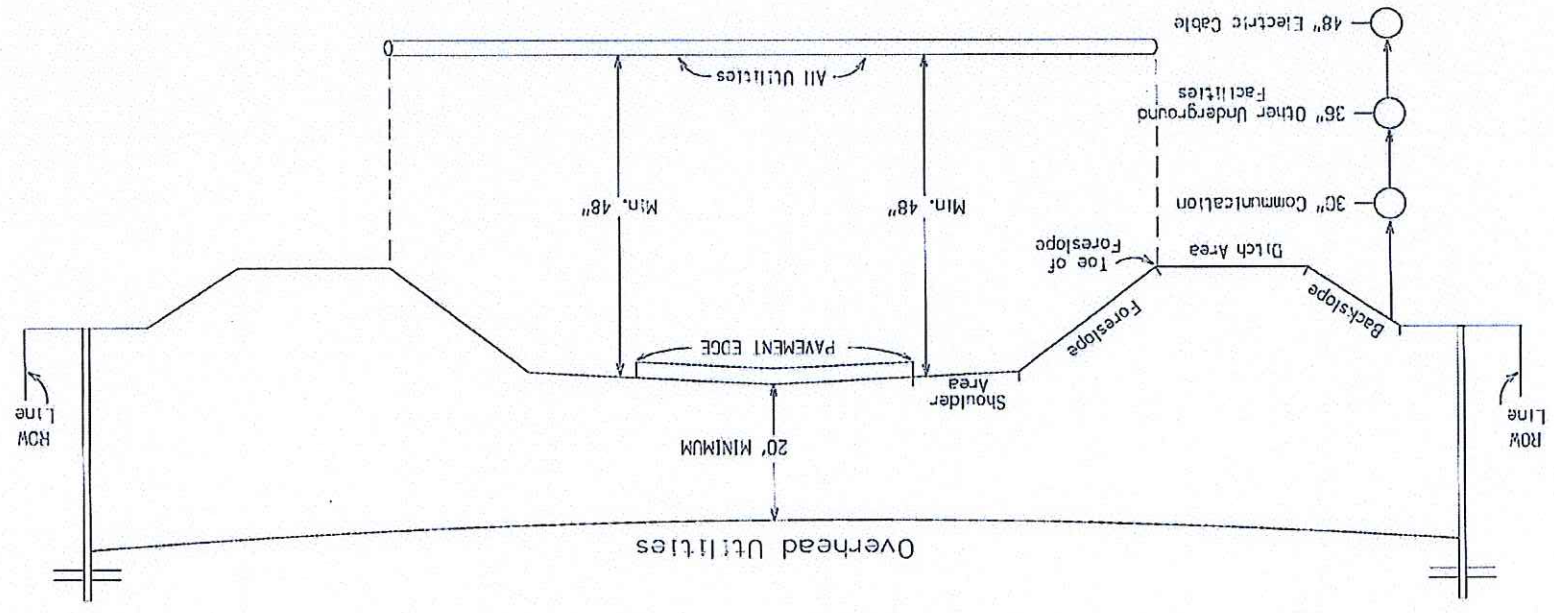 Overhead Utilities
20' MINIMUM
ROW
Line
Shoulder
Area
PAVEMENT EDGE
ROW
Line
Backslope
Ditch Area
Foreslope
Toe of
Foreslope
30" Communication
Min. 48"
Min. 48"
36" Other Underground
Facilities
All Utilities
48" Electric Cable